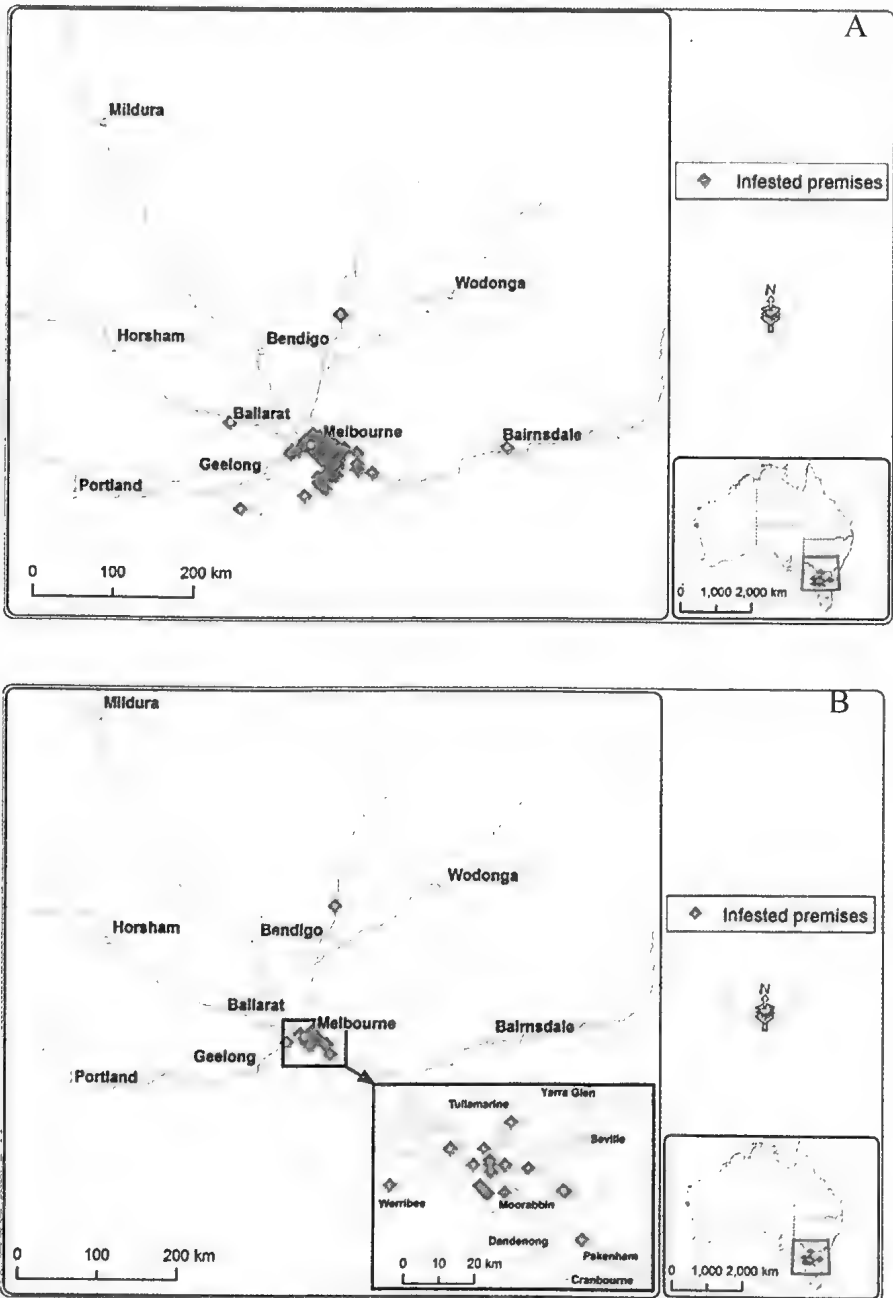 A
Mildura
Infested premises
N
Wodonga
Horsham
Bendigo
Ballarat
Melbourne
Bairnsdale
Geelong
Portland
0 100 200 km
0 1,000 2,000 km
B
Mildura
Wodonga
Infested premises
Horsham
Bendigo
N
Ballarat
Melbourne
Bairnsdale
Geelong
Portland
Yarra Glen
Tullamarine
Seville
Werribee
Moorabbin
Dandenong
Pakenham
0 10 20 km
Cranbourne
0 100 200 km
0 1,000 2,000 km